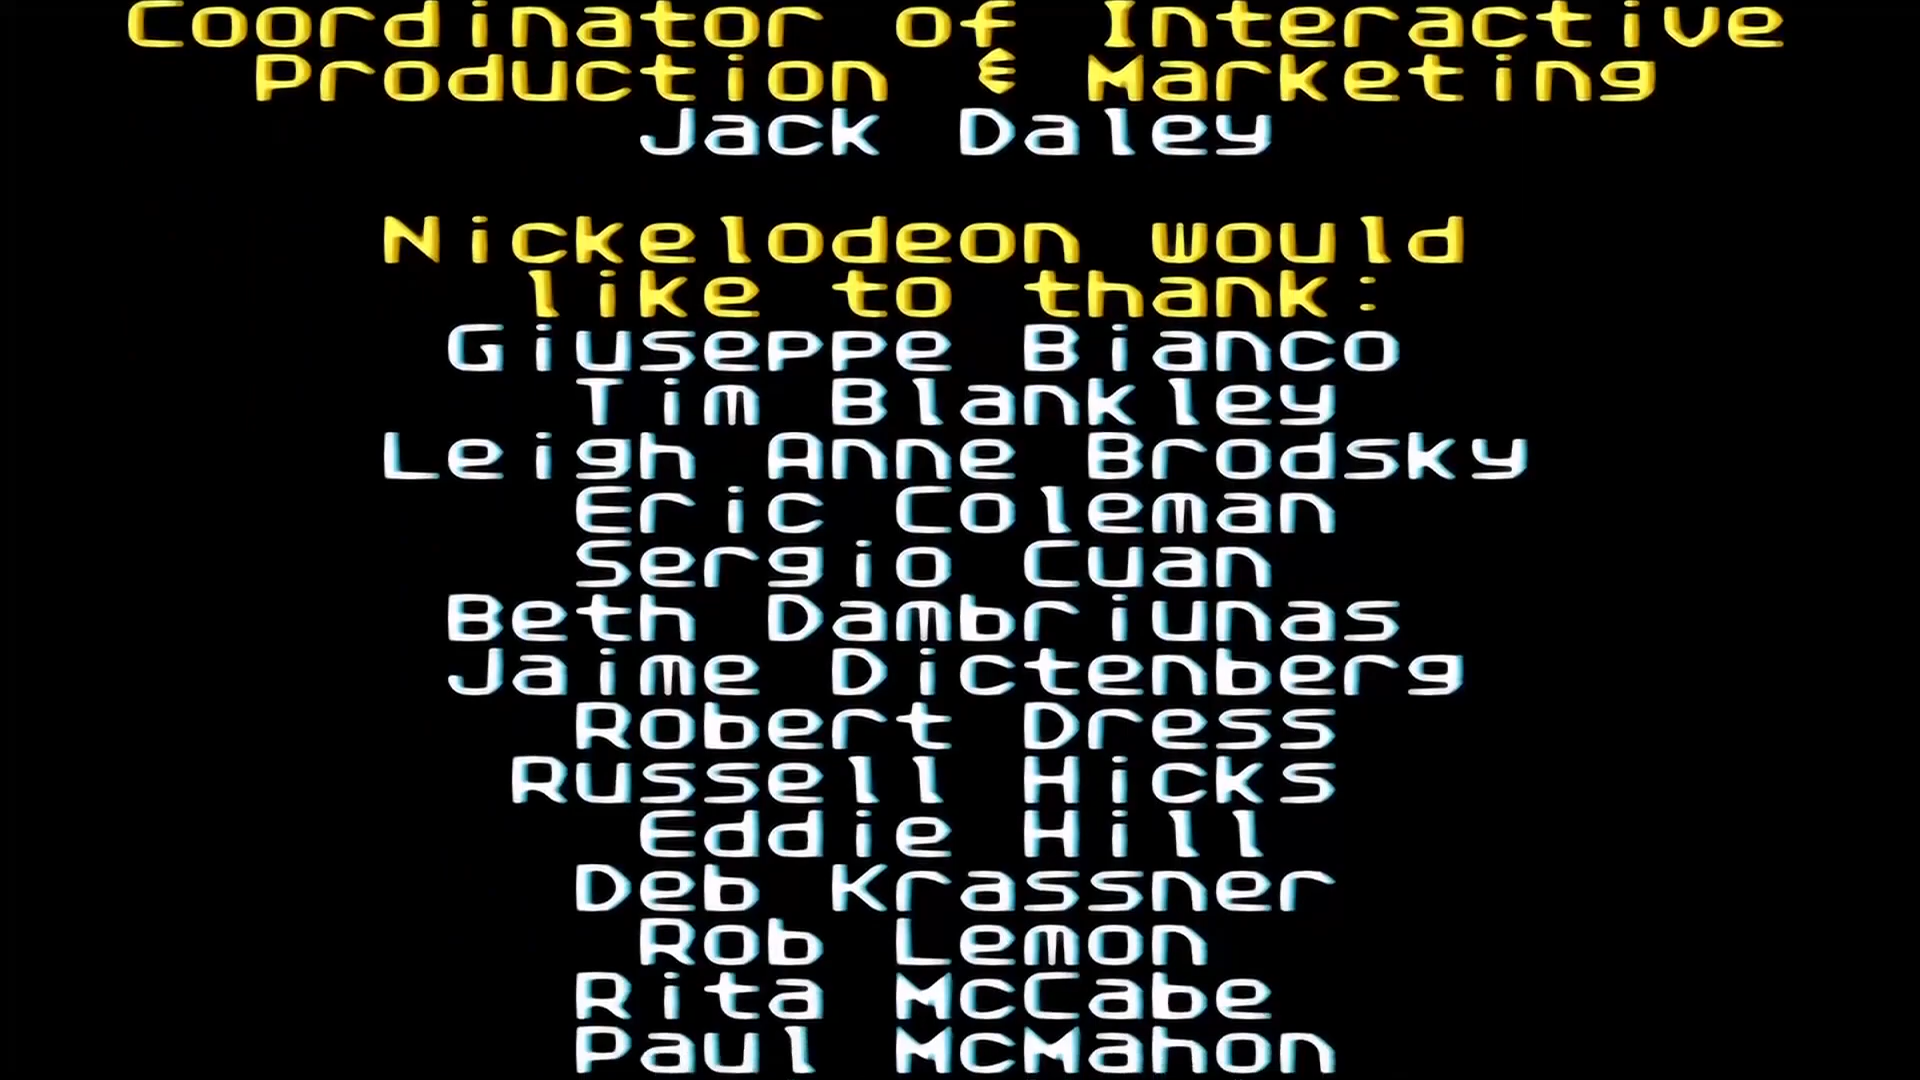 Coordinator of Interactive
Production & Marketing
Jack Daley
Nickelodeon would
like to thank:
Giuseppe Bianco
Tim Blankley
Leigh Anne Brodsky
Eric Coleman
Sergio Cuan
Beth Dambriunas
Jaime Dictenberg
Robert Dress
Russell Hicks
Eddie Hill
Deb Krassner
Rob Lemon
Rita McCabe
Paul McMahon